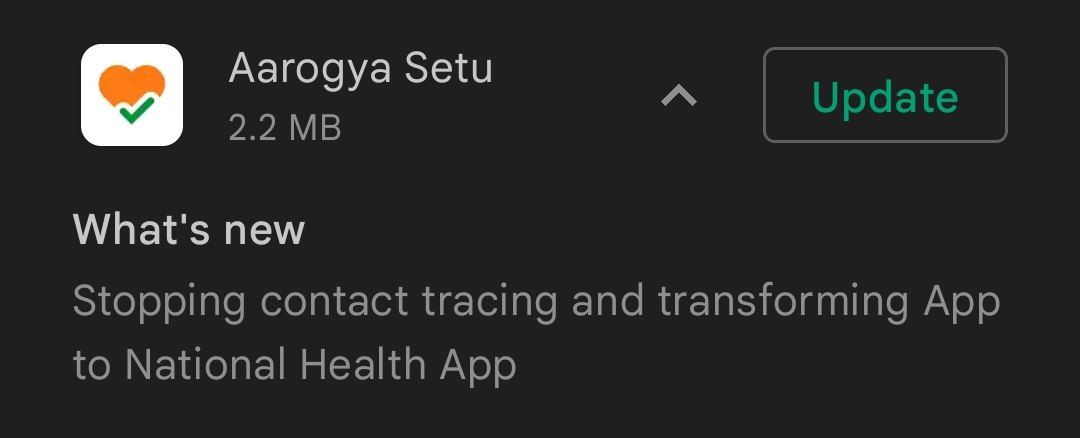 Aarogya Setu
2.2 MB
Update
What's new
Stopping contact tracing and transforming App
to National Health App